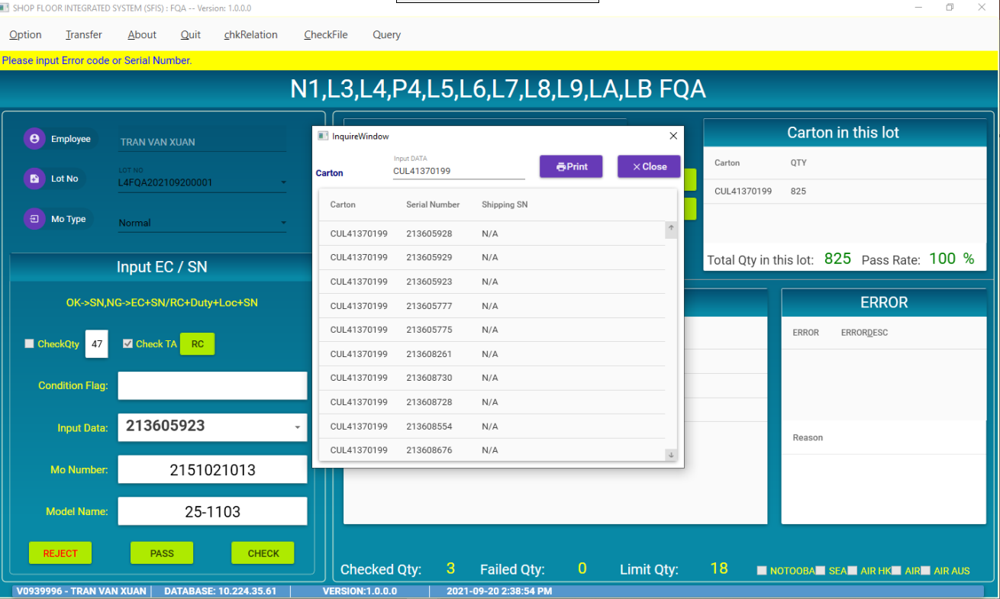 SHOP FLOOR INTEGRATED SYSTEM (SFIS) : FQA -- Version: 1.0.0.0
Option Transfer About Quit chkRelation CheckFile Query
Please input Error code or Serial Number.
N1,L3,L4,P4,L5,L6,L7,L8,L9,LA,LB FQA
Employee TRAN VAN XUAN
LOT NO
Lot No L4FQA202109200001
Mo Type Normal
Input EC / SN
OK->SN,NG->EC+SN/RC+Duty+Loc+SN
CheckQty 47 Check TA RC
Condition Flag:
Input Data: 213605923
Mo Number: 2151021013
Model Name: 25-1103
REJECT PASS CHECK
InquireWindow
Input DATA
Carton CUL41370199 Print Close
Carton Serial Number Shipping SN
CUL41370199 213605928 N/A
CUL41370199 213605929 N/A
CUL41370199 213605923 N/A
CUL41370199 213605777 N/A
CUL41370199 213605775 N/A
CUL41370199 213608261 N/A
CUL41370199 213608730 N/A
CUL41370199 213608728 N/A
CUL41370199 213608554 N/A
CUL41370199 213608676 N/A
Carton in this lot
Carton QTY
CUL41370199 825
Total Qty in this lot: 825 Pass Rate: 100 %
ERROR
ERROR ERRORDESC
Reason
Checked Qty: 3 Failed Qty: 0 Limit Qty: 18 NOTOOBA SEA AIR HK AIR AIR AUS
V0939996 - TRAN VAN XUAN DATABASE: 10.224.35.61 VERSION:1.0.0.0 2021-09-20 2:38:54 PM